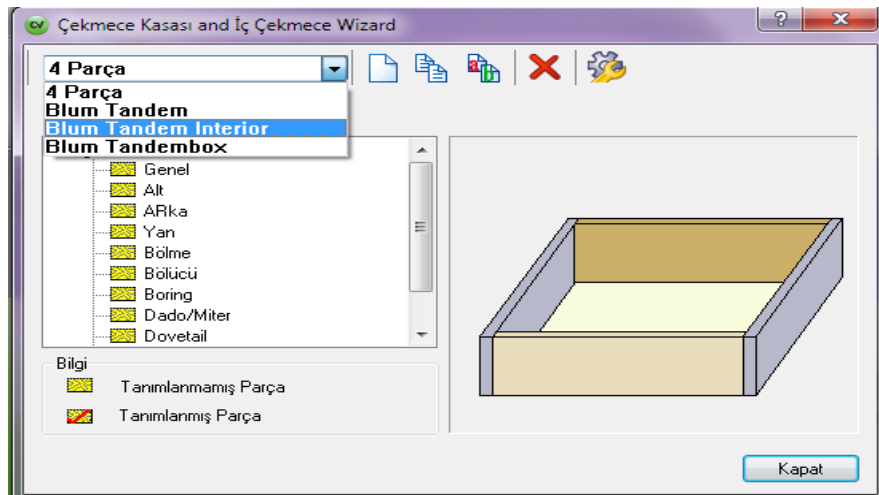 Çekmece Kasası and İç Çekmece Wizard
4 Parça
4 Parça
Blum Tandem
Blum Tandem Interior
Blum Tandembox
Genel
Alt
ARka
Yan
Bölme
Bölücü
Boring
Dado/Miter
Dovetail
Bilgi
Tanımlanmamış Parça
Tanımlanmış Parça
Kapat